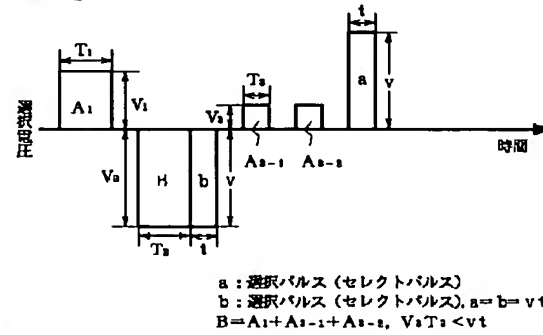 t
T₁
a
v
A₁
V₁
T₃
V₃
選択電圧
時間
A₃₋₁
A₃₋₂
V₂
B
b
v
T₂
t
a：選択パルス（セレクトパルス）
b：選択パルス（セレクトパルス），a＝b＝vt
B＝A₁＋A₃₋₁＋A₃₋₂，V₃T₃＜vt